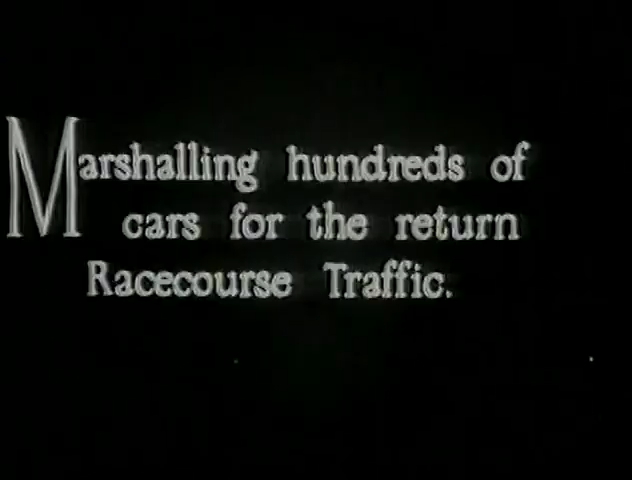 Marshalling hundreds of
cars for the return
Racecourse Traffic.